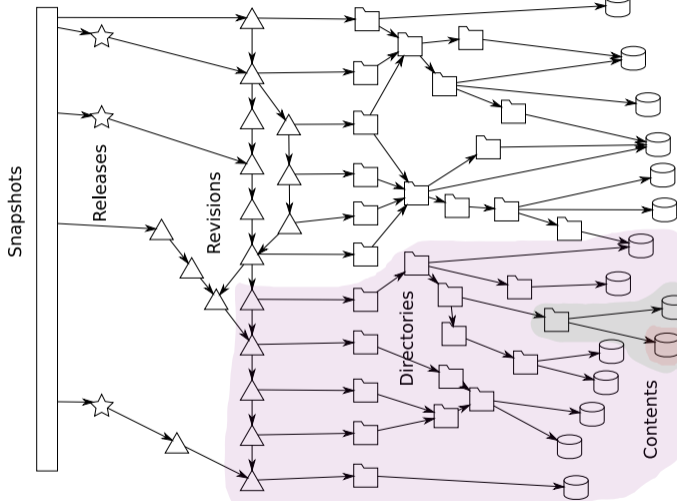 Snapshots
Releases
Revisions
Directories
Contents